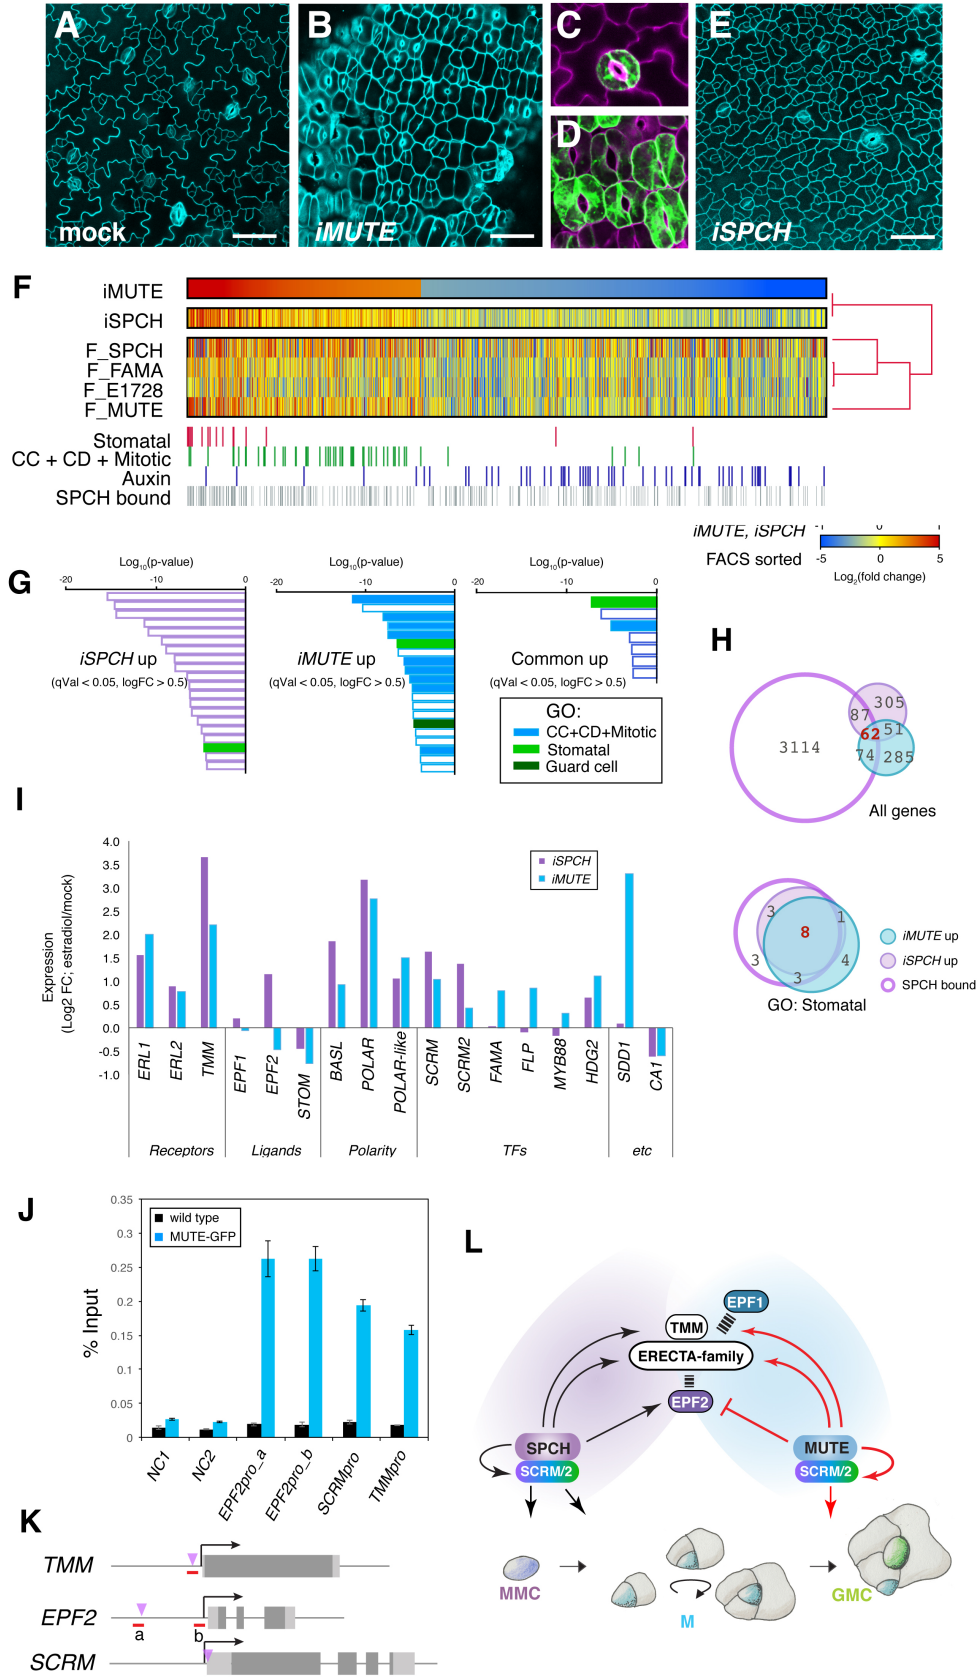 A
B
C
D
E
mock
iMUTE
iSPCH
F
iMUTE
iSPCH
F_SPCH
F_FAMA
F_E1728
F_MUTE
Stomatal
CC + CD + Mitotic
Auxin
SPCH bound
iMUTE, iSPCH
-1 0 1
FACS sorted
-5 0 5
Log2(fold change)
G
Log10(p-value)
-20 -10 0
iSPCH up
(qVal < 0.05, logFC > 0.5)
Log10(p-value)
-20 -10 0
iMUTE up
(qVal < 0.05, logFC > 0.5)
Log10(p-value)
-20 -10 0
Common up
(qVal < 0.05, logFC > 0.5)
GO:
CC+CD+Mitotic
Stomatal
Guard cell
H
3114
87
305
62
51
74
285
All genes
3
1
8
3
4
3
GO: Stomatal
iMUTE up
iSPCH up
SPCH bound
I
Expression
(Log2 FC; estradiol/mock)
4.0
3.5
3.0
2.5
2.0
1.5
1.0
0.5
0.0
-0.5
-1.0
iSPCH
iMUTE
ERL1
ERL2
TMM
EPF1
EPF2
STOM
BASL
POLAR
POLAR-like
SCRM
SCRM2
FAMA
FLP
MYB88
HDG2
SDD1
CA1
Receptors
Ligands
Polarity
TFs
etc
J
% Input
0.35
0.3
0.25
0.2
0.15
0.1
0.05
0
wild type
MUTE-GFP
NC1
NC2
EPF2pro_a
EPF2pro_b
SCRMpro
TMMpro
K
TMM
EPF2
a
b
SCRM
L
EPF1
TMM
ERECTA-family
EPF2
SPCH
SCRM/2
MUTE
SCRM/2
MMC
M
GMC